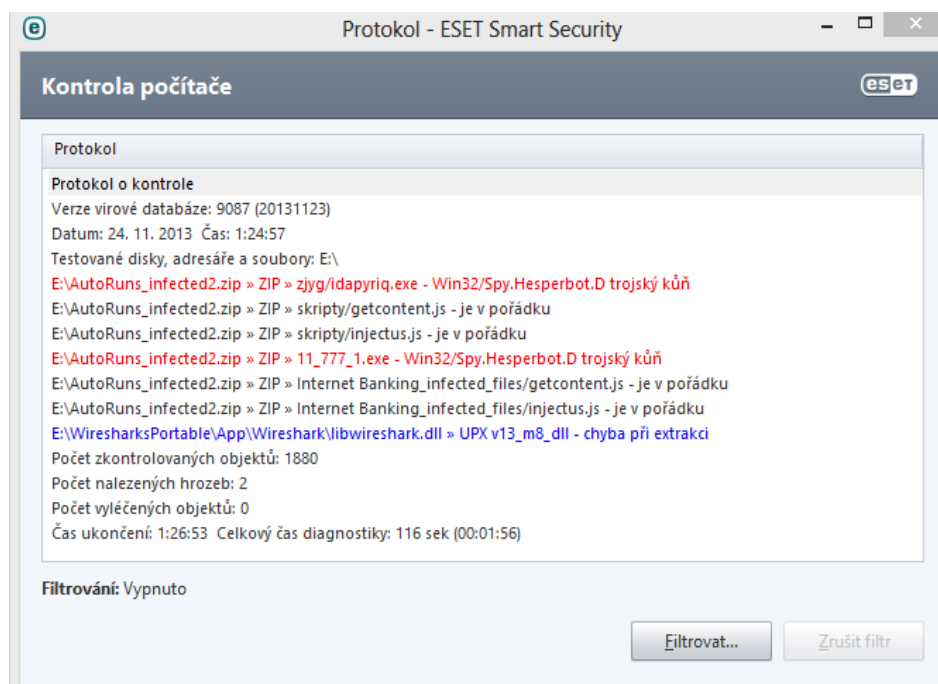 e
Protokol - ESET Smart Security
Kontrola počítače
eset
Protokol
Protokol o kontrole
Verze virové databáze: 9087 (20131123)
Datum: 24. 11. 2013 Čas: 1:24:57
Testované disky, adresáře a soubory: E:\
E:\AutoRuns_infected2.zip » ZIP » zjyg/idapyriq.exe - Win32/Spy.Hesperbot.D trojský kůň
E:\AutoRuns_infected2.zip » ZIP » skripty/getcontent.js - je v pořádku
E:\AutoRuns_infected2.zip » ZIP » skripty/injectus.js - je v pořádku
E:\AutoRuns_infected2.zip » ZIP » 11_777_1.exe - Win32/Spy.Hesperbot.D trojský kůň
E:\AutoRuns_infected2.zip » ZIP » Internet Banking_infected_files/getcontent.js - je v pořádku
E:\AutoRuns_infected2.zip » ZIP » Internet Banking_infected_files/injectus.js - je v pořádku
E:\WiresharksPortable\App\Wireshark\libwireshark.dll » UPX v13_m8_dll - chyba při extrakci
Počet zkontrolovaných objektů: 1880
Počet nalezených hrozeb: 2
Počet vyléčených objektů: 0
Čas ukončení: 1:26:53 Celkový čas diagnostiky: 116 sek (00:01:56)
Filtrování: Vypnuto
Filtrovat... Zrušit filtr